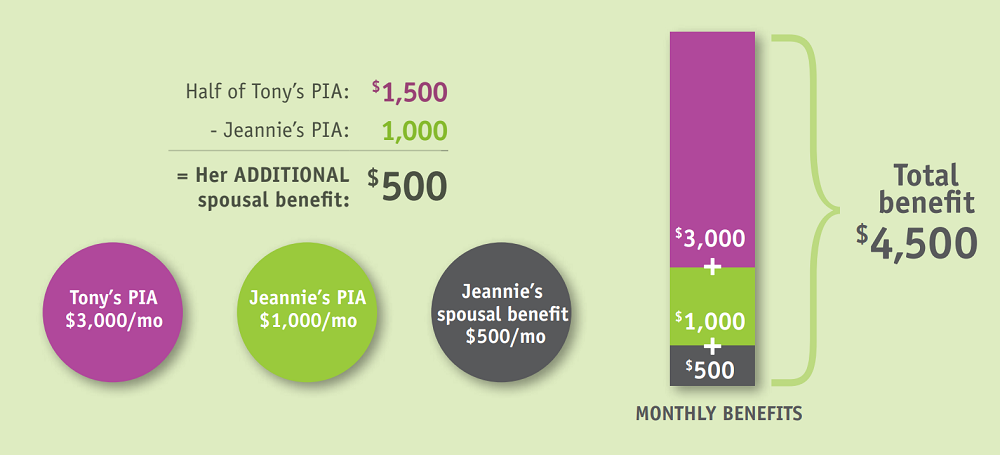 Half of Tony's PIA: $1,500
- Jeannie's PIA: 1,000
= Her ADDITIONAL
spousal benefit: $500
Tony's PIA
$3,000/mo
Jeannie's PIA
$1,000/mo
Jeannie's
spousal benefit
$500/mo
$3,000
+
$1,000
+
$500
MONTHLY BENEFITS
Total
benefit
$4,500